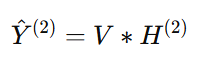 Ŷ⁽²⁾ = V ∗ H⁽²⁾